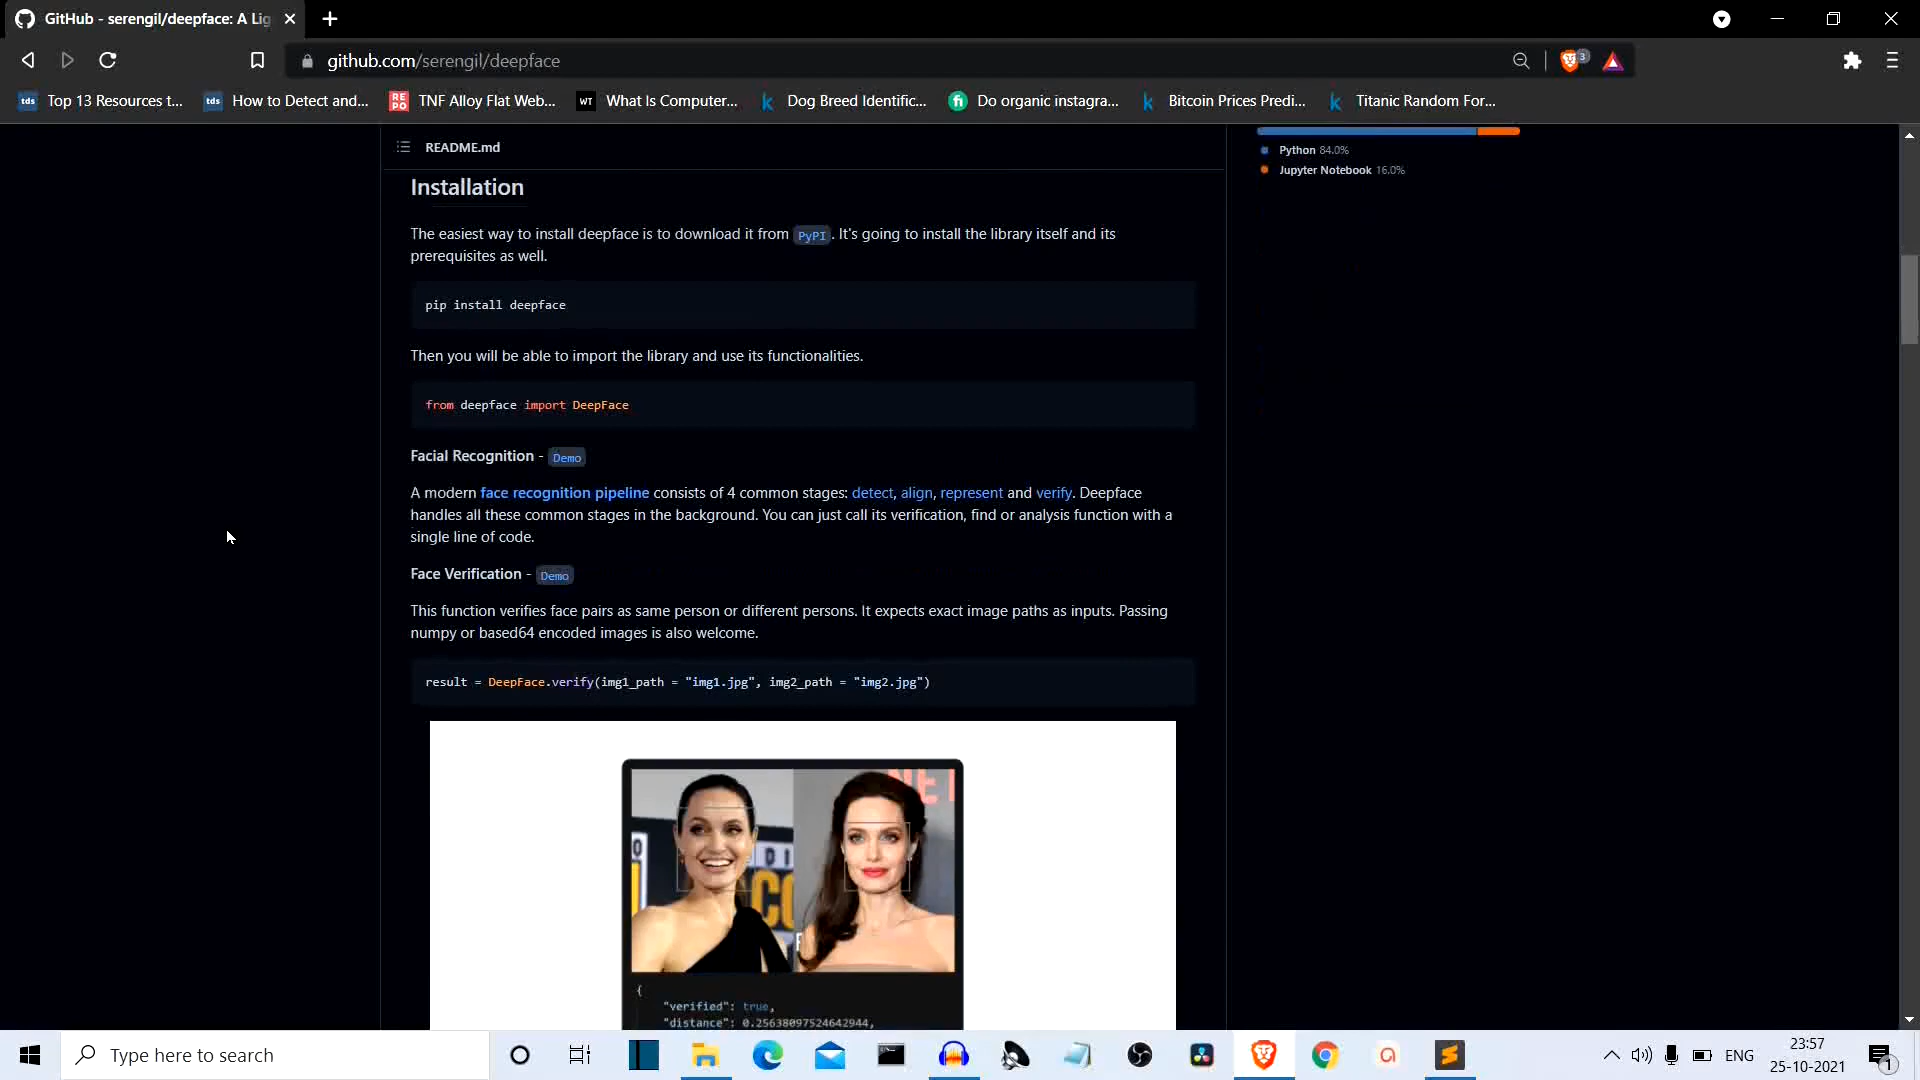 GitHub - serengil/deepface: A Lig
github.com/serengil/deepface
3
tds Top 13 Resources t...
tds How to Detect and...
RE PO TNF Alloy Flat Web...
WT What Is Computer...
k Dog Breed Identific...
fi Do organic instagra...
k Bitcoin Prices Predi...
k Titanic Random For...
README.md
Python 84.0%
Jupyter Notebook 16.0%
Installation
The easiest way to install deepface is to download it from PyPI. It's going to install the library itself and its
prerequisites as well.
pip install deepface
Then you will be able to import the library and use its functionalities.
from deepface import DeepFace
Facial Recognition - Demo
A modern face recognition pipeline consists of 4 common stages: detect, align, represent and verify. Deepface
handles all these common stages in the background. You can just call its verification, find or analysis function with a
single line of code.
Face Verification - Demo
This function verifies face pairs as same person or different persons. It expects exact image paths as inputs. Passing
numpy or based64 encoded images is also welcome.
result = DeepFace.verify(img1_path = "img1.jpg", img2_path = "img2.jpg")
{
"verified": true,
"distance": 0.25638097524642944,
Type here to search
ENG
23:57
25-10-2021
1